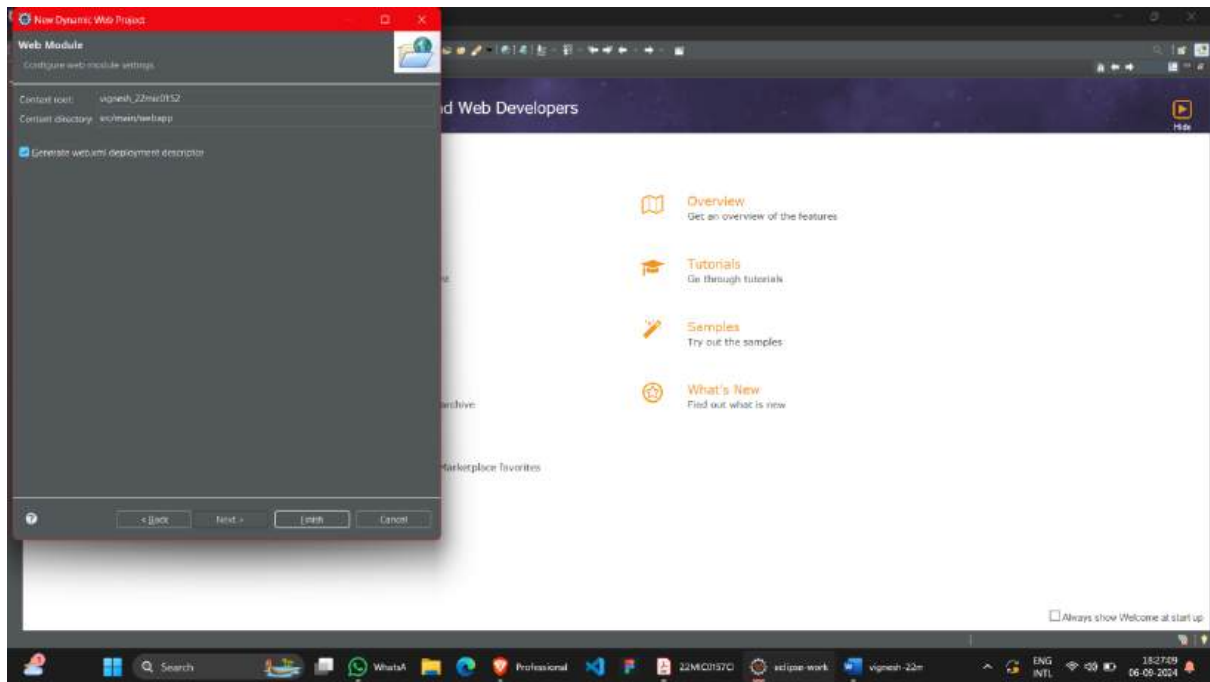 New Dynamic Web Project
Web Module
Configure web module settings.
Context root: vignesh_22mic0152
Content directory: src/main/webapp
Generate web.xml deployment descriptor
< Back
Next >
Finish
Cancel
d Web Developers
Hide
Overview
Get an overview of the features
Tutorials
Go through tutorials
Samples
Try out the samples
What's New
Find out what is new
archive
Marketplace favorites
Always show Welcome at start up
Search
WhatsA
Professional
22MIC0157C
eclipse-work
vignesh-22m
ENG
INTL
18:27:09
06-09-2024